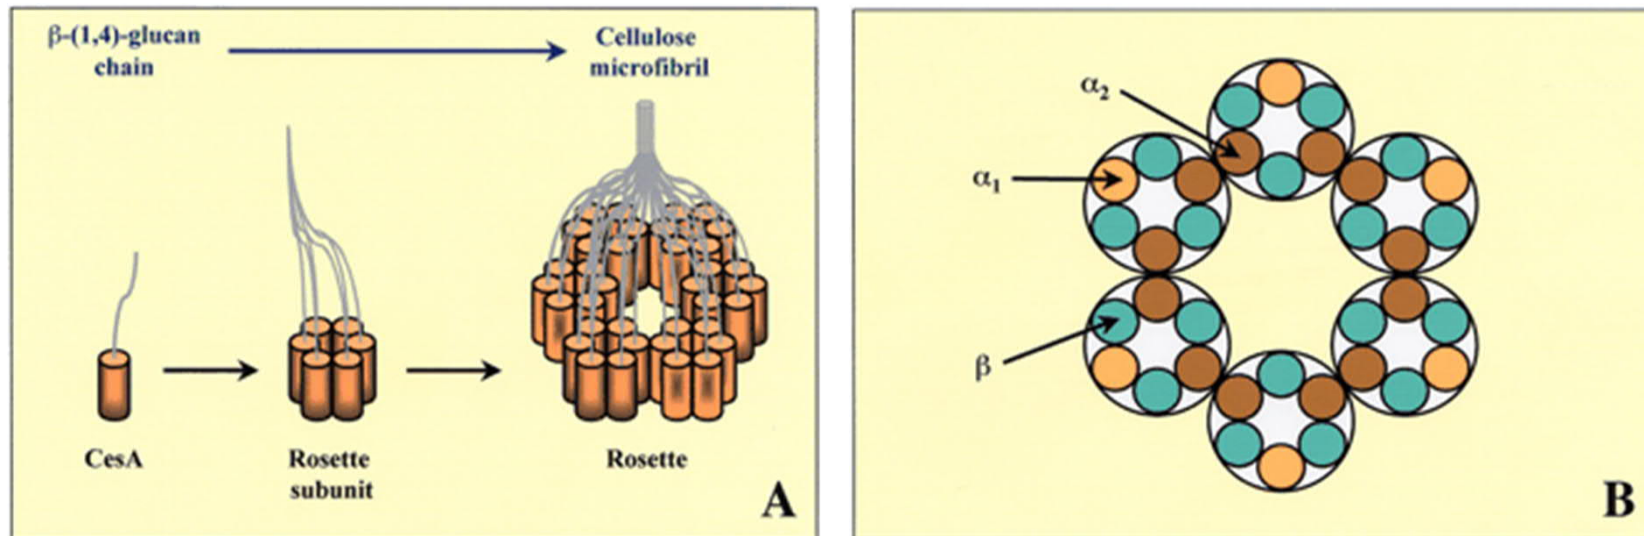 β-(1,4)-glucan
chain
Cellulose
microfibril
CesA
Rosette
subunit
Rosette
A
α2
α1
β
B